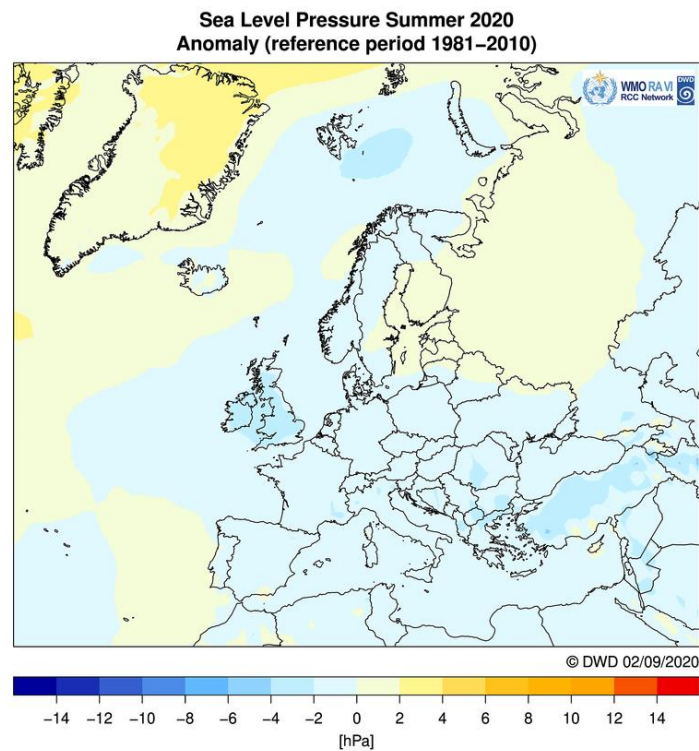 Sea Level Pressure Summer 2020
Anomaly (reference period 1981−2010)
WMO RA VI
RCC Network
DWD
© DWD 02/09/2020
−14 −12 −10 −8 −6 −4 −2 0 2 4 6 8 10 12 14
[hPa]